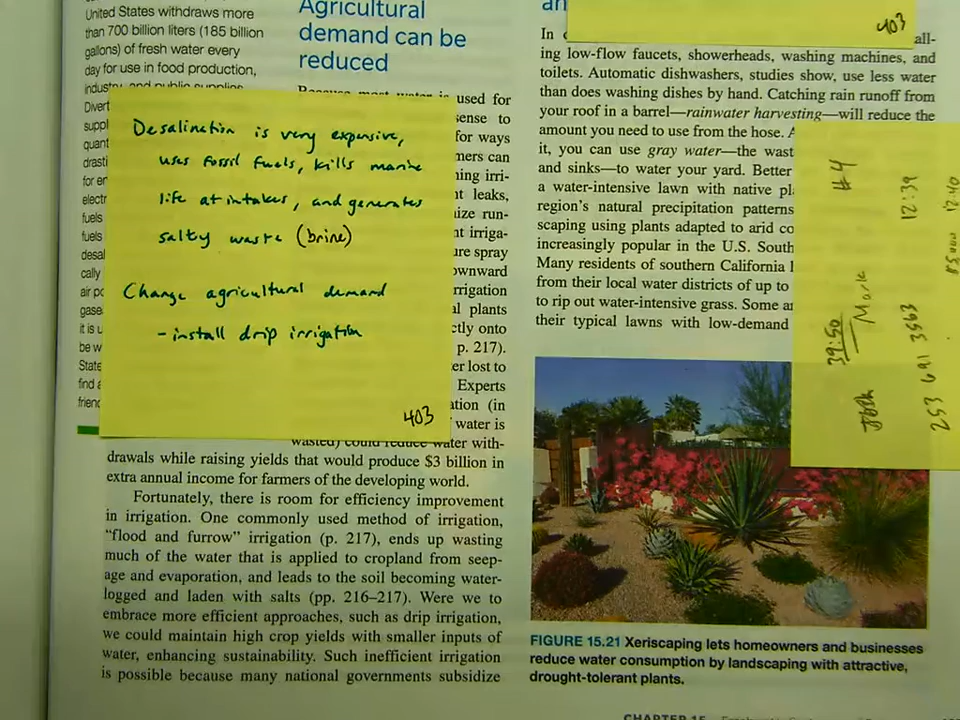 United States withdraws more
than 700 billion liters (185 billion
gallons) of fresh water every
day for use in food production,
industry, and public supplies.
Agricultural
demand can be
reduced
Because most water is used for
Desalination is very expensive,
uses fossil fuels, kills marine
life at intakes, and generates
salty waste (brine)
Change agricultural demand
- install drip irrigation
403
sense to
for ways
hing irri-
leaks,
irriga-
spray
p. 217).
lost to
Experts
(in
water is
wasted) could reduce water with-
drawals while raising yields that would produce $3 billion in
extra annual income for farmers of the developing world.
Fortunately, there is room for efficiency improvement
in irrigation. One commonly used method of irrigation,
“flood and furrow” irrigation (p. 217), ends up wasting
much of the water that is applied to cropland from seep-
age and evaporation, and leads to the soil becoming water-
logged and laden with salts (pp. 216–217). Were we to
embrace more efficient approaches, such as drip irrigation,
we could maintain high crop yields with smaller inputs of
water, enhancing sustainability. Such inefficient irrigation
is possible because many national governments subsidize
403
In
ing low-flow faucets, showerheads, washing machines, and
toilets. Automatic dishwashers, studies show, use less water
than does washing dishes by hand. Catching rain runoff from
your roof in a barrel—rainwater harvesting—will reduce the
amount you need to use from the hose.
it, you can use gray water—the wast
and sinks—to water your yard. Better
a water-intensive lawn with native
region's natural precipitation patterns
scaping using plants adapted to arid co
increasingly popular in the U.S. South
Many residents of southern California
from their local water districts of up to
to rip out water-intensive grass. Some
their typical lawns with low-demand
#4
12:39
12:40
39:50
Mark
253 691 3563
FIGURE 15.21 Xeriscaping lets homeowners and businesses
reduce water consumption by landscaping with attractive,
drought-tolerant plants.
CHAPTER 15